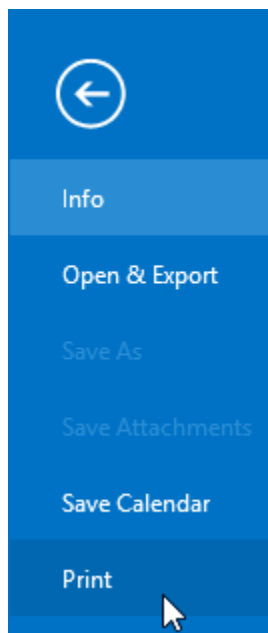 Info
Open & Export
Save As
Save Attachments
Save Calendar
Print